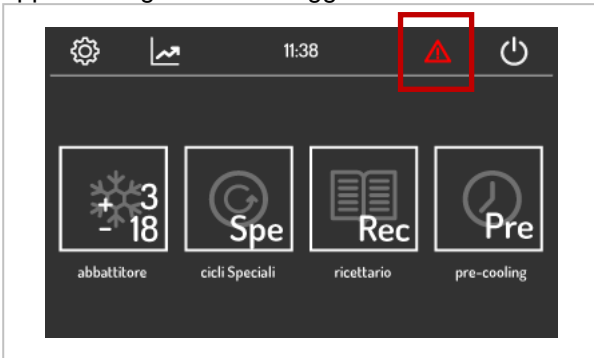 11:38
+3
-18
Spe
Rec
Pre
abbattitore
cicli Speciali
ricettario
pre-cooling